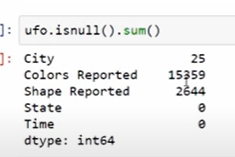 ]: ufo.isnull().sum()
]: City 25
Colors Reported 15359
Shape Reported 2644
State 0
Time 0
dtype: int64